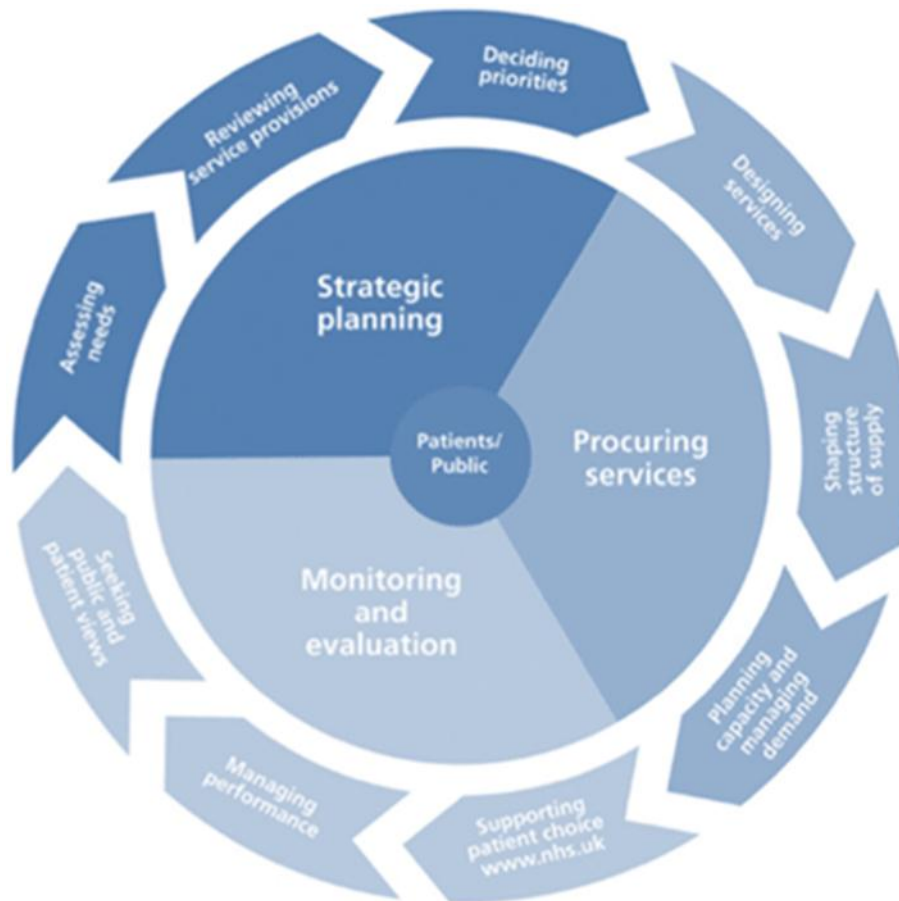 Deciding
priorities
Designing
services
Shaping
structure
of supply
Planning
capacity and
managing
demand
Supporting
patient choice
www.nhs.uk
Managing
performance
Seeking
public and
patient views
Assessing
needs
Reviewing
service provisions
Strategic
planning
Procuring
services
Monitoring
and
evaluation
Patients/
Public